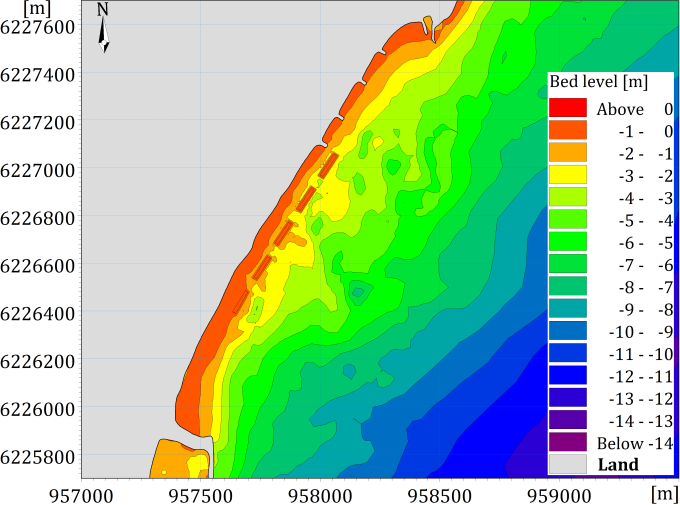 [m]
N
6227600
6227400
6227200
6227000
6226800
6226600
6226400
6226200
6226000
6225800
Bed level [m]
Above 0
-1 - 0
-2 - -1
-3 - -2
-4 - -3
-5 - -4
-6 - -5
-7 - -6
-8 - -7
-9 - -8
-10 - -9
-11 - -10
-12 - -11
-13 - -12
-14 - -13
Below -14
Land
957000 957500 958000 958500 959000 [m]